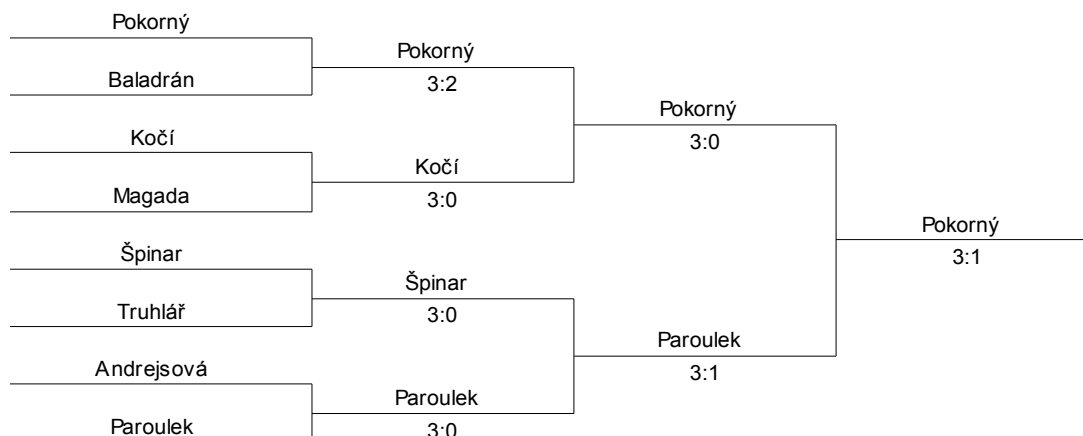 Pokorný
Pokorný
Baladrán
3:2
Pokorný
Kočí
3:0
Kočí
Magada
3:0
Pokorný
Špinar
3:1
Špinar
Truhlář
3:0
Paroulek
Andrejsová
3:1
Paroulek
Paroulek
3:0